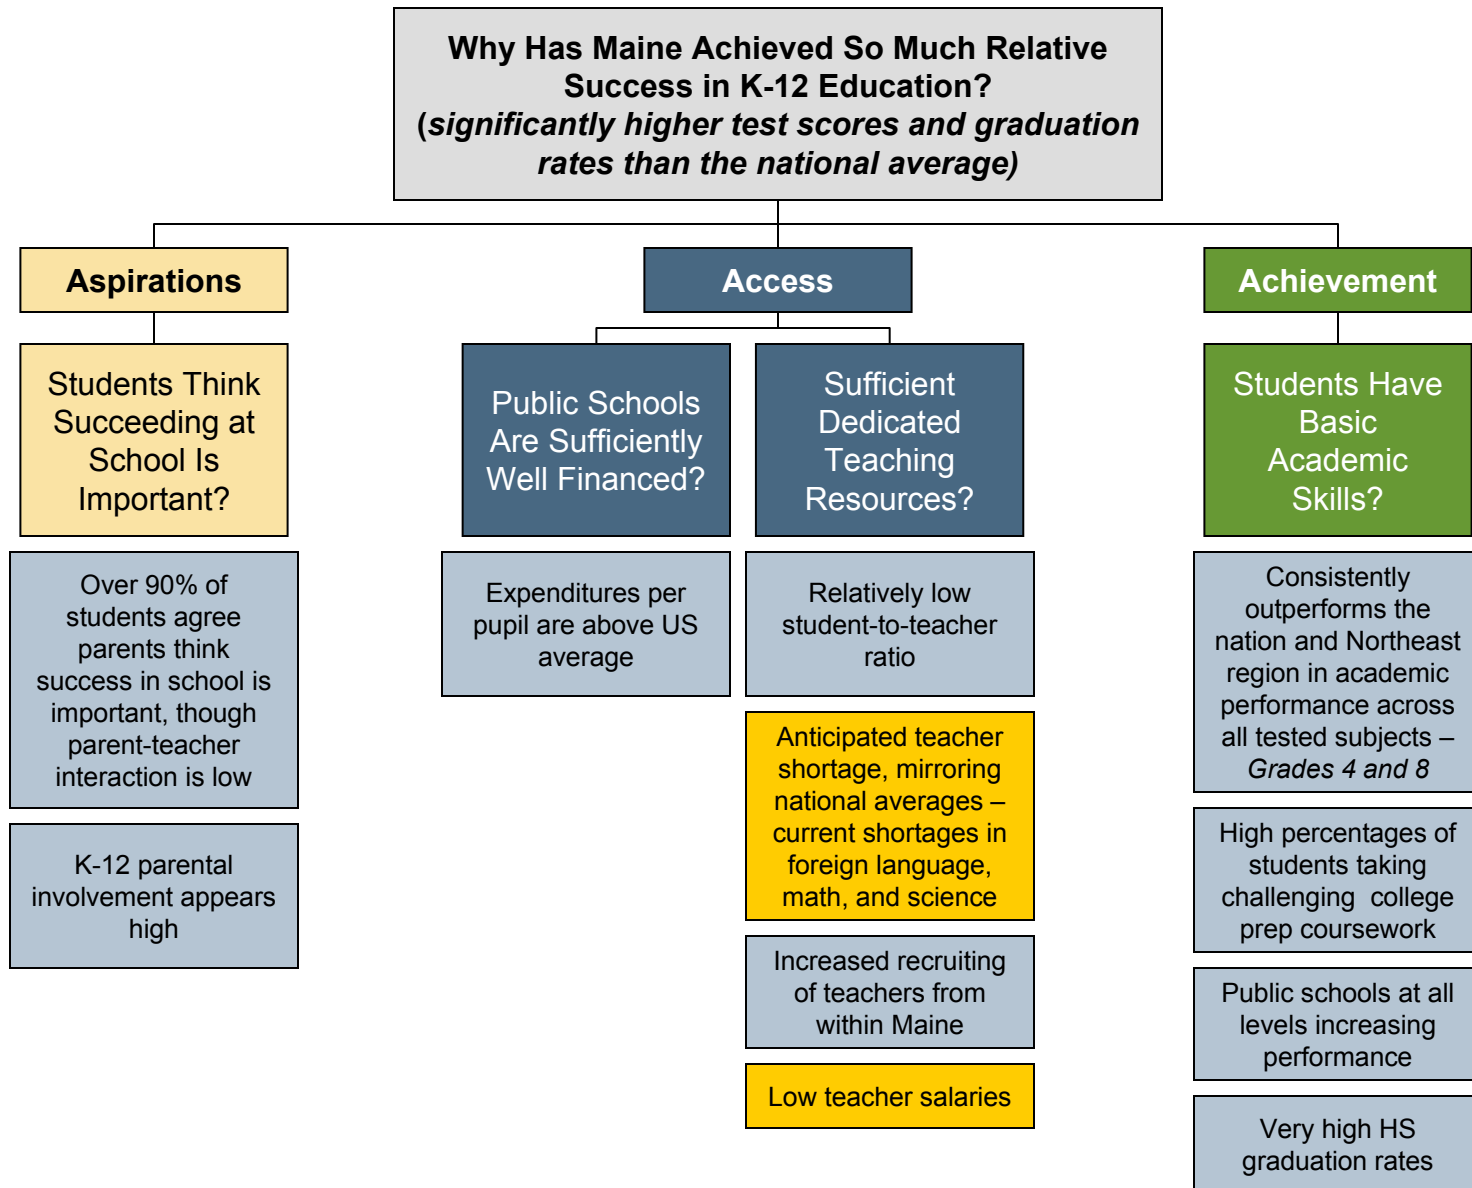 Why Has Maine Achieved So Much Relative
Success in K-12 Education?
(significantly higher test scores and graduation
rates than the national average)
Aspirations
Access
Achievement
Students Think
Succeeding at
School Is
Important?
Public Schools
Are Sufficiently
Well Financed?
Sufficient
Dedicated
Teaching
Resources?
Students Have
Basic
Academic
Skills?
Over 90% of
students agree
parents think
success in school is
important, though
parent-teacher
interaction is low
K-12 parental
involvement appears
high
Expenditures per
pupil are above US
average
Relatively low
student-to-teacher
ratio
Anticipated teacher
shortage, mirroring
national averages –
current shortages in
foreign language,
math, and science
Increased recruiting
of teachers from
within Maine
Low teacher salaries
Consistently
outperforms the
nation and Northeast
region in academic
performance across
all tested subjects –
Grades 4 and 8
High percentages of
students taking
challenging college
prep coursework
Public schools at all
levels increasing
performance
Very high HS
graduation rates